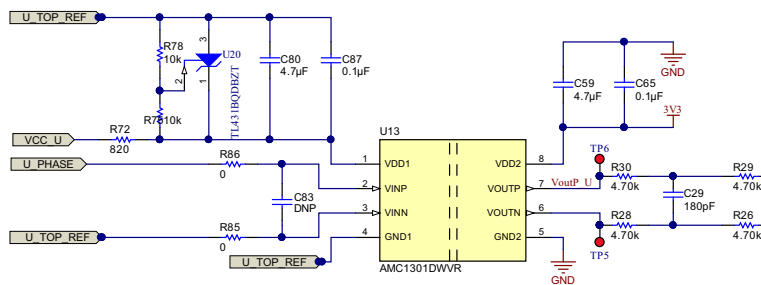 U_TOP_REF
R78
10k
3
U20
2
1
TL431BQDBZT
C80
4.7µF
C87
0.1µF
R7
10k
VCC_U
R72
820
U_PHASE
R86
0
C83
DNP
U_TOP_REF
R85
0
U_TOP_REF
U13
1 VDD1 VDD2 8
2 VINP VOUTP 7
3 VINN VOUTN 6
4 GND1 GND2 5
AMC1301DWVR
C59
4.7µF
C65
0.1µF
GND
3V3
TP6
VoutP_U
R30
4.70k
R29
4.70k
C29
180pF
R28
4.70k
R26
4.70k
TP5
GND